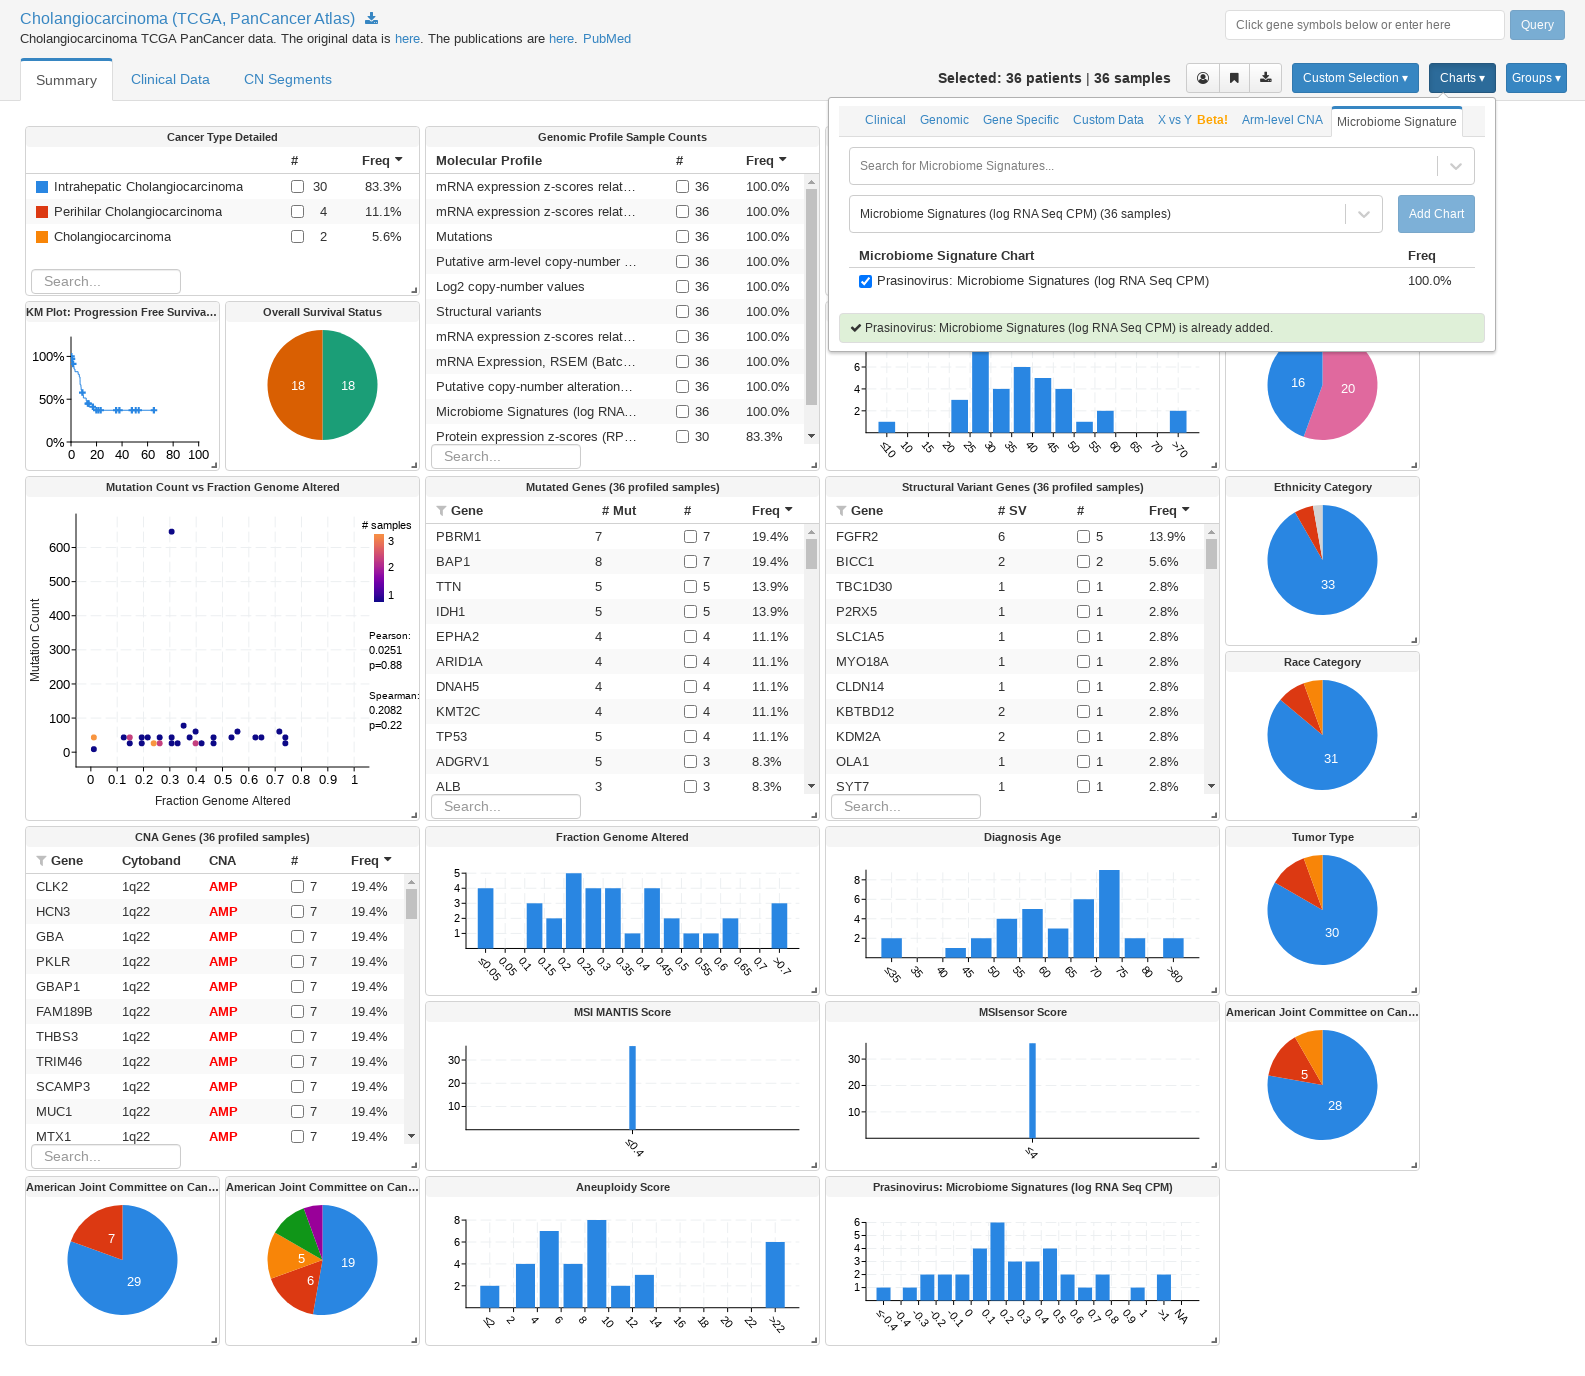 Cholangiocarcinoma (TCGA, PanCancer Atlas)
Cholangiocarcinoma TCGA PanCancer data. The original data is here. The publications are here. PubMed
Click gene symbols below or enter here
Query
Summary
Clinical Data
CN Segments
Selected: 36 patients | 36 samples
Custom Selection ▾
Charts ▾
Groups ▾
Clinical
Genomic
Gene Specific
Custom Data
X vs Y Beta!
Arm-level CNA
Microbiome Signature
Search for Microbiome Signatures...
Microbiome Signatures (log RNA Seq CPM) (36 samples)
Add Chart
Microbiome Signature Chart Freq
Prasinovirus: Microbiome Signatures (log RNA Seq CPM) 100.0%
Prasinovirus: Microbiome Signatures (log RNA Seq CPM) is already added.
Cancer Type Detailed
# Freq
Intrahepatic Cholangiocarcinoma 30 83.3%
Perihilar Cholangiocarcinoma 4 11.1%
Cholangiocarcinoma 2 5.6%
Search...
Genomic Profile Sample Counts
Molecular Profile # Freq
mRNA expression z-scores relat… 36 100.0%
mRNA expression z-scores relat… 36 100.0%
Mutations 36 100.0%
Putative arm-level copy-number … 36 100.0%
Log2 copy-number values 36 100.0%
Structural variants 36 100.0%
mRNA expression z-scores relat… 36 100.0%
mRNA Expression, RSEM (Batc… 36 100.0%
Putative copy-number alteration… 36 100.0%
Microbiome Signatures (log RNA… 36 100.0%
Protein expression z-scores (RP… 30 83.3%
Search...
KM Plot: Progression Free Surviva…
100%
50%
0%
0 20 40 60 80 100
Overall Survival Status
18 18
6
4
2
≤10 10 15 20 25 30 35 40 45 50 55 60 65 70 >70
16 20
Mutation Count vs Fraction Genome Altered
Mutation Count
600
500
400
300
200
100
0
0 0.1 0.2 0.3 0.4 0.5 0.6 0.7 0.8 0.9 1
Fraction Genome Altered
# samples
3
2
1
Pearson:
0.0251
p=0.88
Spearman:
0.2082
p=0.22
Mutated Genes (36 profiled samples)
Gene # Mut # Freq
PBRM1 7 7 19.4%
BAP1 8 7 19.4%
TTN 5 5 13.9%
IDH1 5 5 13.9%
EPHA2 4 4 11.1%
ARID1A 4 4 11.1%
DNAH5 4 4 11.1%
KMT2C 4 4 11.1%
TP53 5 4 11.1%
ADGRV1 5 3 8.3%
ALB 3 3 8.3%
Search...
Structural Variant Genes (36 profiled samples)
Gene # SV # Freq
FGFR2 6 5 13.9%
BICC1 2 2 5.6%
TBC1D30 1 1 2.8%
P2RX5 1 1 2.8%
SLC1A5 1 1 2.8%
MYO18A 1 1 2.8%
CLDN14 1 1 2.8%
KBTBD12 2 1 2.8%
KDM2A 2 1 2.8%
OLA1 1 1 2.8%
SYT7 1 1 2.8%
Search...
Ethnicity Category
33
Race Category
31
CNA Genes (36 profiled samples)
Gene Cytoband CNA # Freq
CLK2 1q22 AMP 7 19.4%
HCN3 1q22 AMP 7 19.4%
GBA 1q22 AMP 7 19.4%
PKLR 1q22 AMP 7 19.4%
GBAP1 1q22 AMP 7 19.4%
FAM189B 1q22 AMP 7 19.4%
THBS3 1q22 AMP 7 19.4%
TRIM46 1q22 AMP 7 19.4%
SCAMP3 1q22 AMP 7 19.4%
MUC1 1q22 AMP 7 19.4%
MTX1 1q22 AMP 7 19.4%
Search...
Fraction Genome Altered
5
4
3
2
1
≤0.05 0.05 0.1 0.15 0.2 0.25 0.3 0.35 0.4 0.45 0.5 0.55 0.6 0.65 0.7 >0.7
Diagnosis Age
8
6
4
2
≤35 35 40 45 50 55 60 65 70 75 80 >80
Tumor Type
30
MSI MANTIS Score
30
20
10
≤0.4
MSIsensor Score
30
20
10
≤4
American Joint Committee on Can…
5
28
American Joint Committee on Can…
7
29
American Joint Committee on Can…
5
19
6
Aneuploidy Score
8
6
4
2
≤2 2 4 6 8 10 12 14 16 18 20 22 >22
Prasinovirus: Microbiome Signatures (log RNA Seq CPM)
6
5
4
3
2
1
≤-0.4 -0.4 -0.3 -0.2 -0.1 0 0.1 0.2 0.3 0.4 0.5 0.6 0.7 0.8 0.9 1 >1 NA